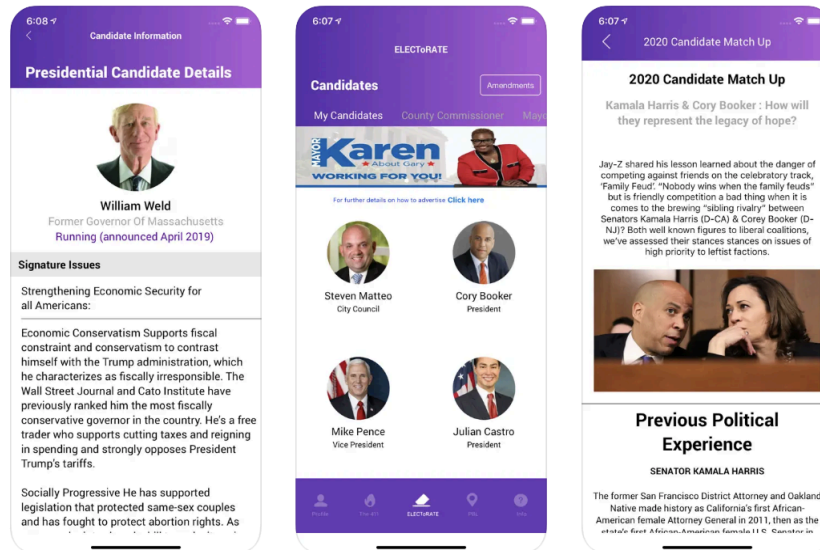 6:08
Candidate Information
Presidential Candidate Details
William Weld
Former Governor Of Massachusetts
Running (announced April 2019)
Signature Issues
Strengthening Economic Security for
all Americans:
Economic Conservatism Supports fiscal
constraint and conservatism to contrast
himself with the Trump administration, which
he characterizes as fiscally irresponsible. The
Wall Street Journal and Cato Institute have
previously ranked him the most fiscally
conservative governor in the country. He's a free
trader who supports cutting taxes and reigning
in spending and strongly opposes President
Trump's tariffs.
Socially Progressive He has supported
legislation that protected same-sex couples
and has fought to protect abortion rights. As
6:07
ELECToRATE
Candidates
Amendments
My Candidates County Commissioner Mayo
MAYOR
Karen
About Gary
WORKING FOR YOU!
For further details on how to advertise Click here
Steven Matteo
City Council
Cory Booker
President
Mike Pence
Vice President
Julian Castro
President
Profile
The 411
ELECToRATE
Info
6:07
2020 Candidate Match Up
2020 Candidate Match Up
Kamala Harris & Cory Booker : How will
they represent the legacy of hope?
Jay-Z shared his lesson learned about the danger of
competing against friends on the celebratory track,
'Family Feud'. "Nobody wins when the family feuds"
but is friendly competition a bad thing when it is
comes to the brewing "sibling rivalry" between
Senators Kamala Harris (D-CA) & Corey Booker (D-
NJ)? Both well known figures to liberal coalitions,
we've assessed their stances stances on issues of
high priority to leftist factions.
Previous Political
Experience
SENATOR KAMALA HARRIS
The former San Francisco District Attorney and Oakland
Native made history as California's first African-
American female Attorney General in 2011, then as the
state's first African-American female U.S. Senator in